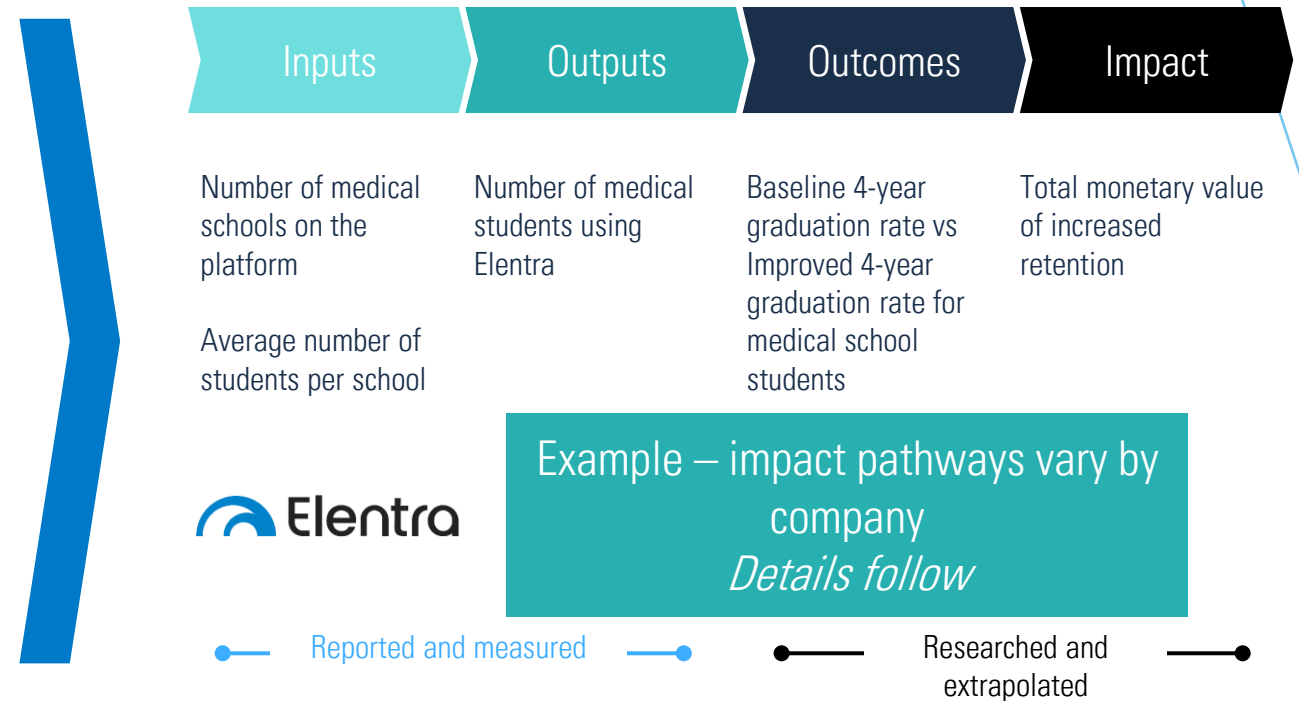 Inputs
Outputs
Outcomes
Impact
Number of medical
schools on the
platform
Average number of
students per school
Number of medical
students using
Elentra
Baseline 4-year
graduation rate vs
Improved 4-year
graduation rate for
medical school
students
Total monetary value
of increased
retention
Elentra
Example – impact pathways vary by
company
Details follow
Reported and measured
Researched and
extrapolated